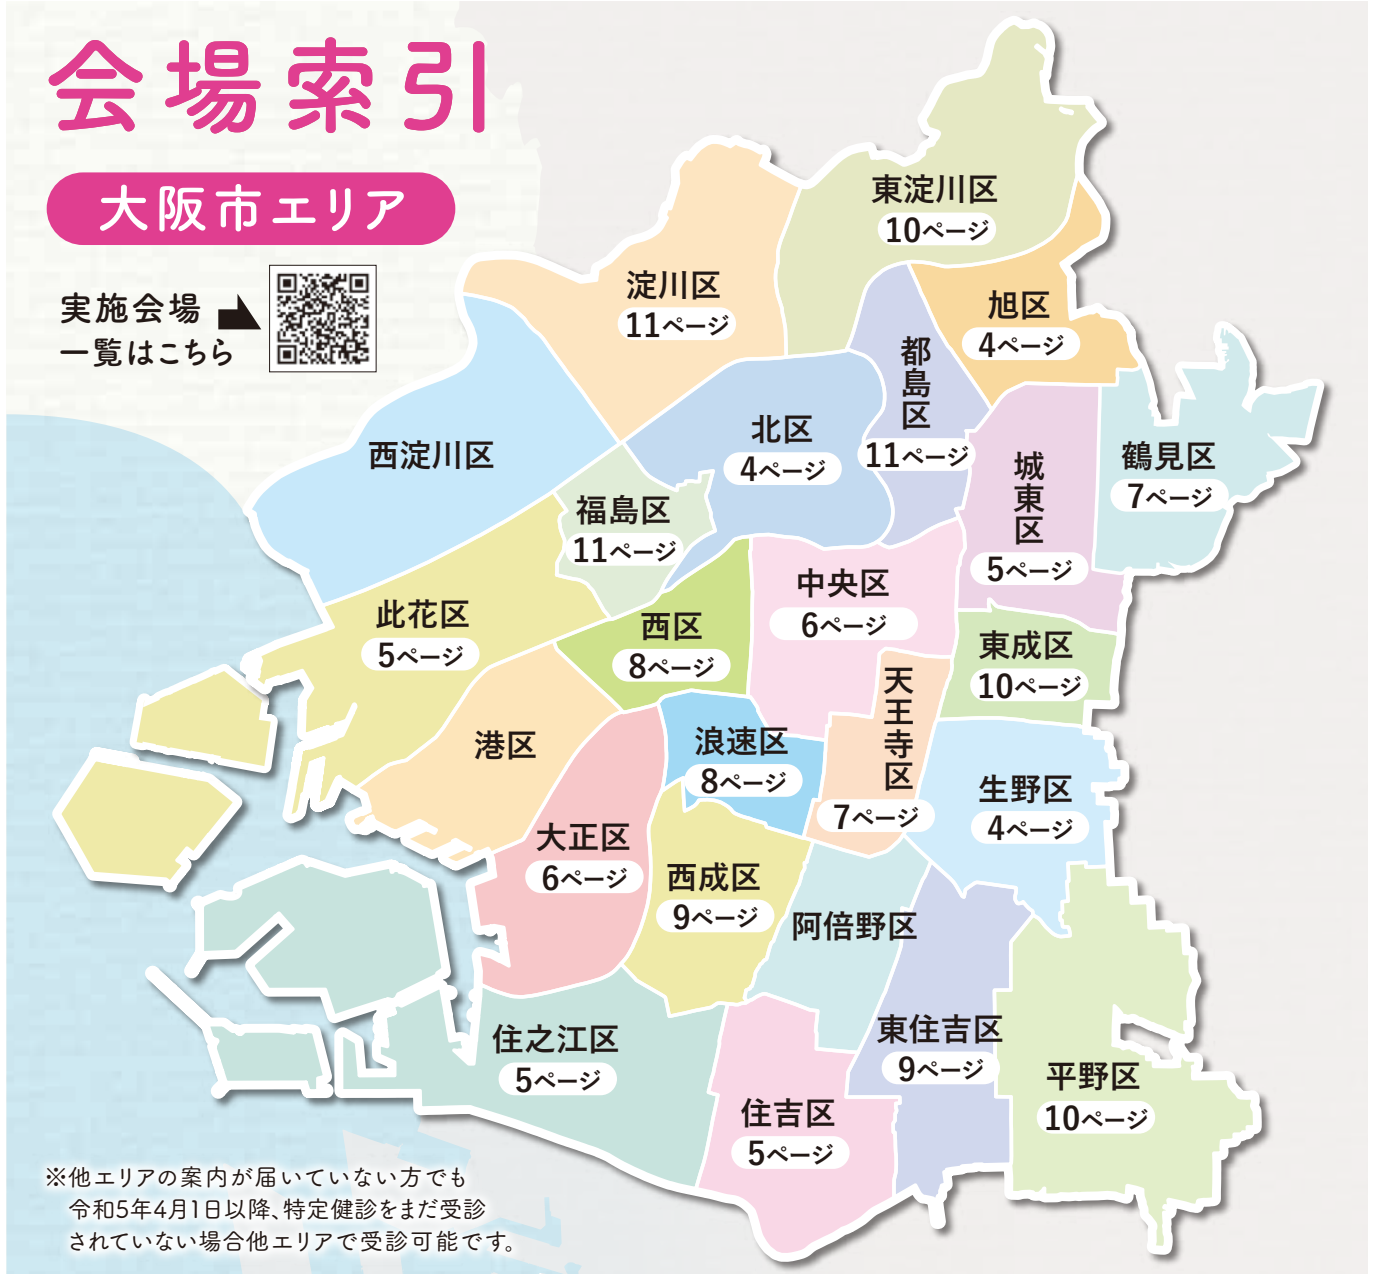 会場索引
大阪市エリア
実施会場
一覧はこちら
東淀川区
10ページ
淀川区
11ページ
旭区
4ページ
都島区
11ページ
北区
4ページ
西淀川区
城東区
5ページ
鶴見区
7ページ
福島区
11ページ
中央区
6ページ
此花区
5ページ
西区
8ページ
東成区
10ページ
天王寺区
7ページ
港区
浪速区
8ページ
生野区
4ページ
大正区
6ページ
西成区
9ページ
阿倍野区
住之江区
5ページ
東住吉区
9ページ
平野区
10ページ
住吉区
5ページ
※他エリアの案内が届いていない方でも
令和5年4月1日以降、特定健診をまだ受診
されていない場合他エリアで受診可能です。